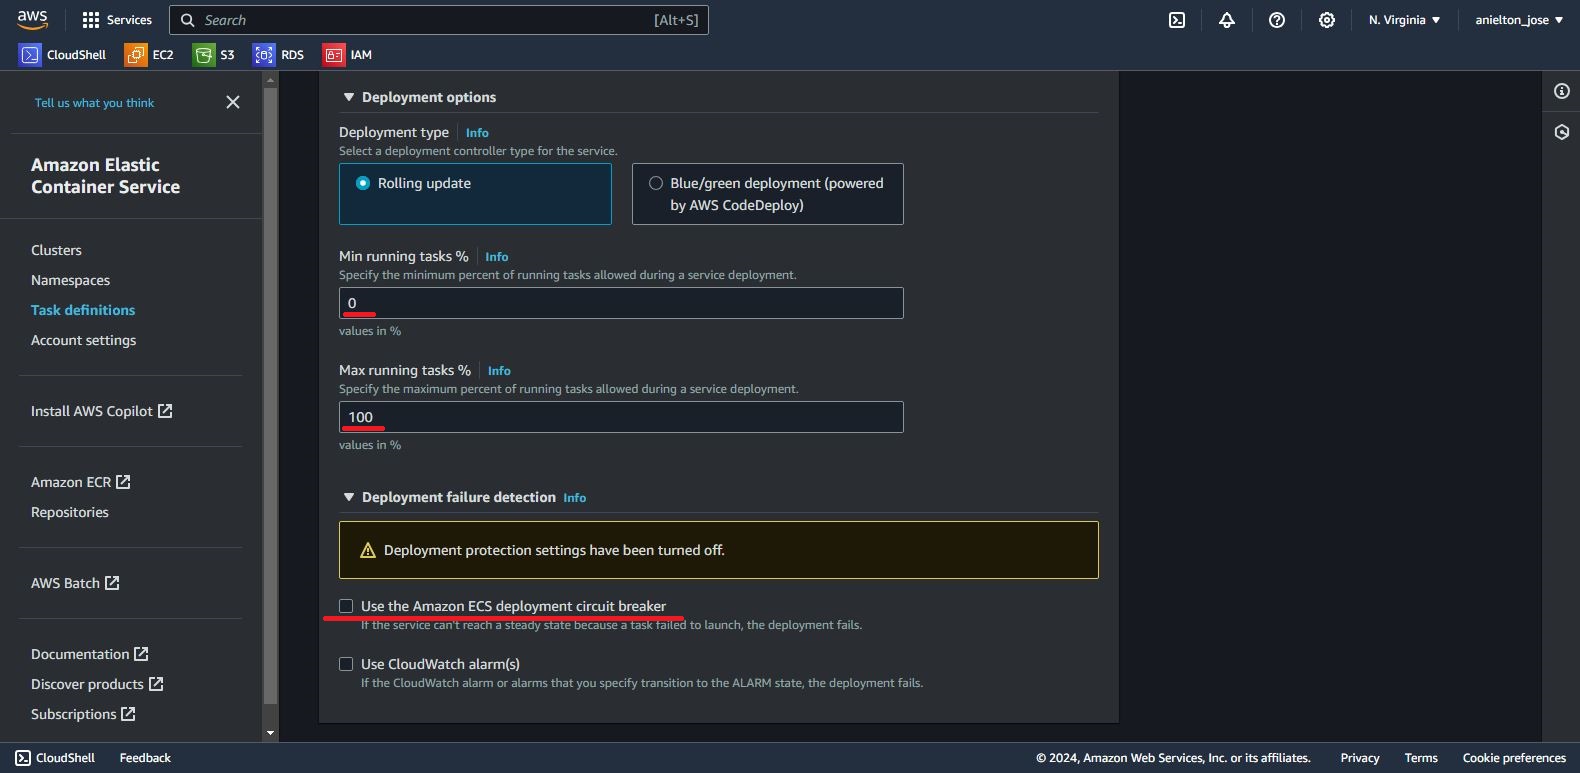 aws
Services
Search
[Alt+S]
N. Virginia
anielton_jose
CloudShell
EC2
S3
RDS
IAM
Tell us what you think
Amazon Elastic
Container Service
Clusters
Namespaces
Task definitions
Account settings
Install AWS Copilot
Amazon ECR
Repositories
AWS Batch
Documentation
Discover products
Subscriptions
Deployment options
Deployment type Info
Select a deployment controller type for the service.
Rolling update
Blue/green deployment (powered
by AWS CodeDeploy)
Min running tasks % Info
Specify the minimum percent of running tasks allowed during a service deployment.
0
values in %
Max running tasks % Info
Specify the maximum percent of running tasks allowed during a service deployment.
100
values in %
Deployment failure detection Info
Deployment protection settings have been turned off.
Use the Amazon ECS deployment circuit breaker
If the service can't reach a steady state because a task failed to launch, the deployment fails.
Use CloudWatch alarm(s)
If the CloudWatch alarm or alarms that you specify transition to the ALARM state, the deployment fails.
CloudShell
Feedback
© 2024, Amazon Web Services, Inc. or its affiliates.
Privacy
Terms
Cookie preferences